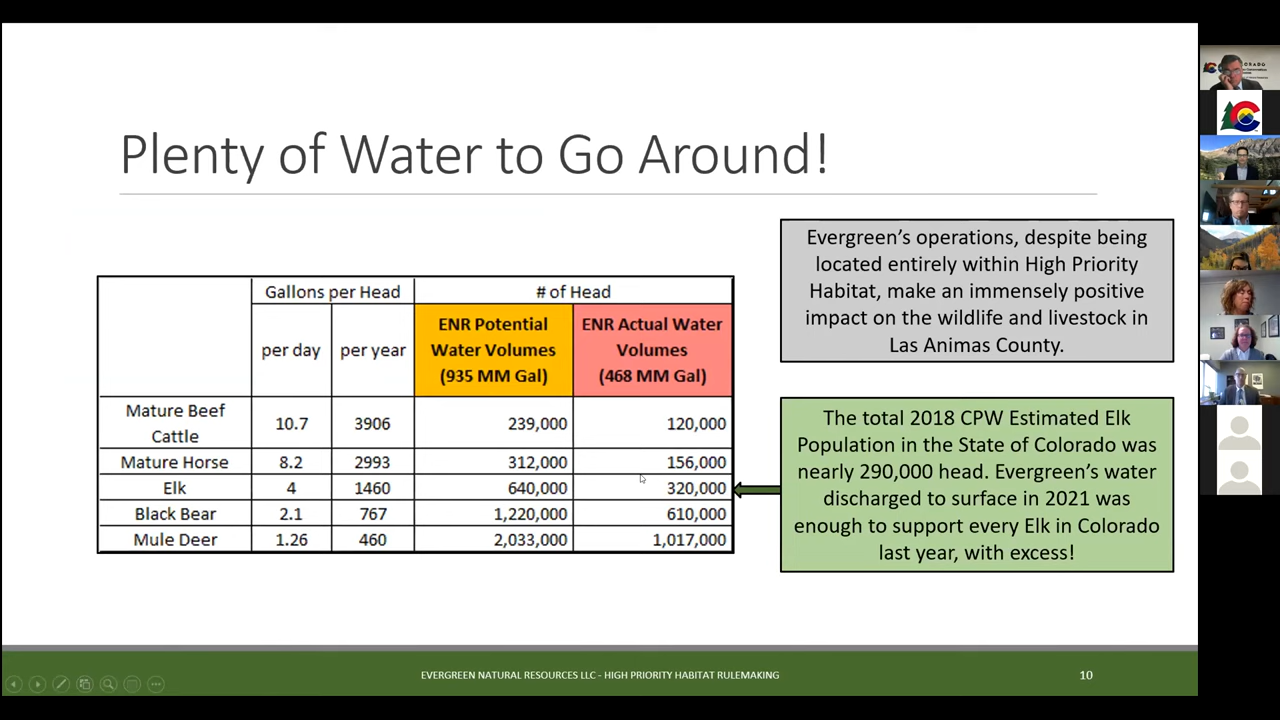 Plenty of Water to Go Around!
Gallons per Head
# of Head
per day
per year
ENR Potential
Water Volumes
(935 MM Gal)
ENR Actual Water
Volumes
(468 MM Gal)
Mature Beef
Cattle
10.7
3906
239,000
120,000
Mature Horse
8.2
2993
312,000
156,000
Elk
4
1460
640,000
320,000
Black Bear
2.1
767
1,220,000
610,000
Mule Deer
1.26
460
2,033,000
1,017,000
Evergreen's operations, despite being
located entirely within High Priority
Habitat, make an immensely positive
impact on the wildlife and livestock in
Las Animas County.
The total 2018 CPW Estimated Elk
Population in the State of Colorado was
nearly 290,000 head. Evergreen's water
discharged to surface in 2021 was
enough to support every Elk in Colorado
last year, with excess!
EVERGREEN NATURAL RESOURCES LLC - HIGH PRIORITY HABITAT RULEMAKING
10